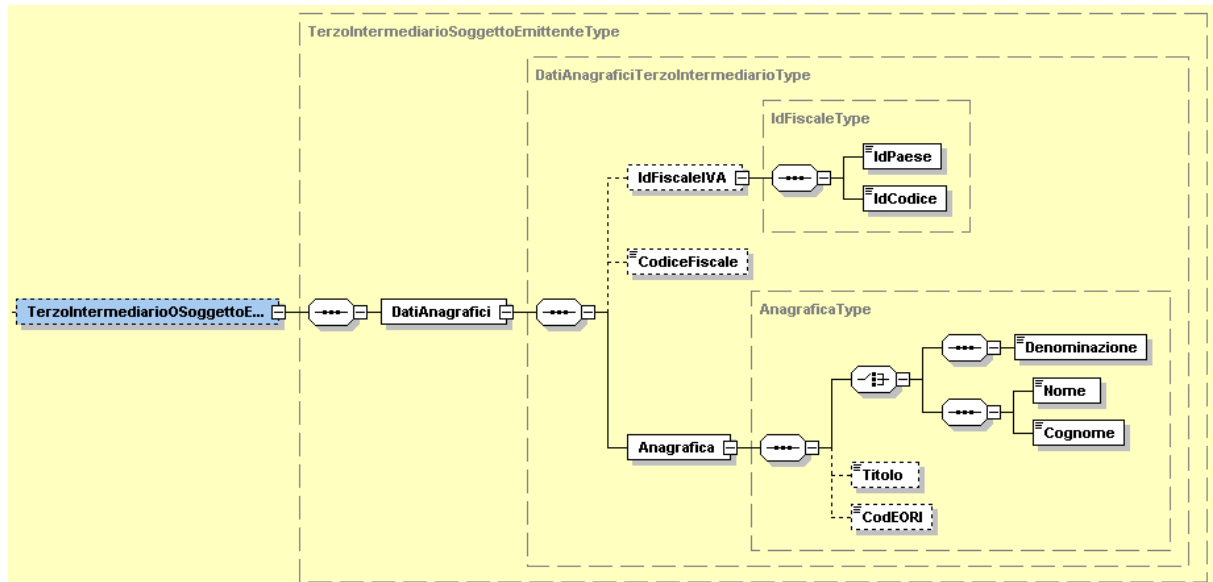 TerzoIntermediarioSoggettoEmittenteType
DatiAnagraficiTerzoIntermediarioType
IdFiscaleType
IdPaese
IdFiscaleIVA
IdCodice
CodiceFiscale
AnagraficaType
TerzoIntermediarioOSoggettoE...
DatiAnagrafici
Denominazione
Nome
Cognome
Anagrafica
Titolo
CodEORI